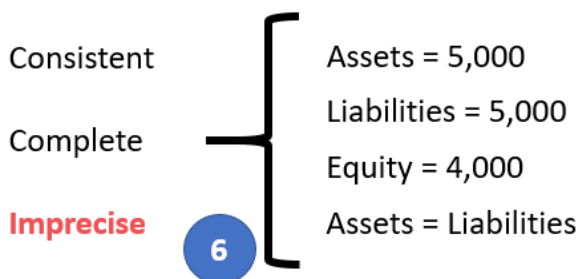 Consistent
Complete
Imprecise
6
Assets = 5,000
Liabilities = 5,000
Equity = 4,000
Assets = Liabilities